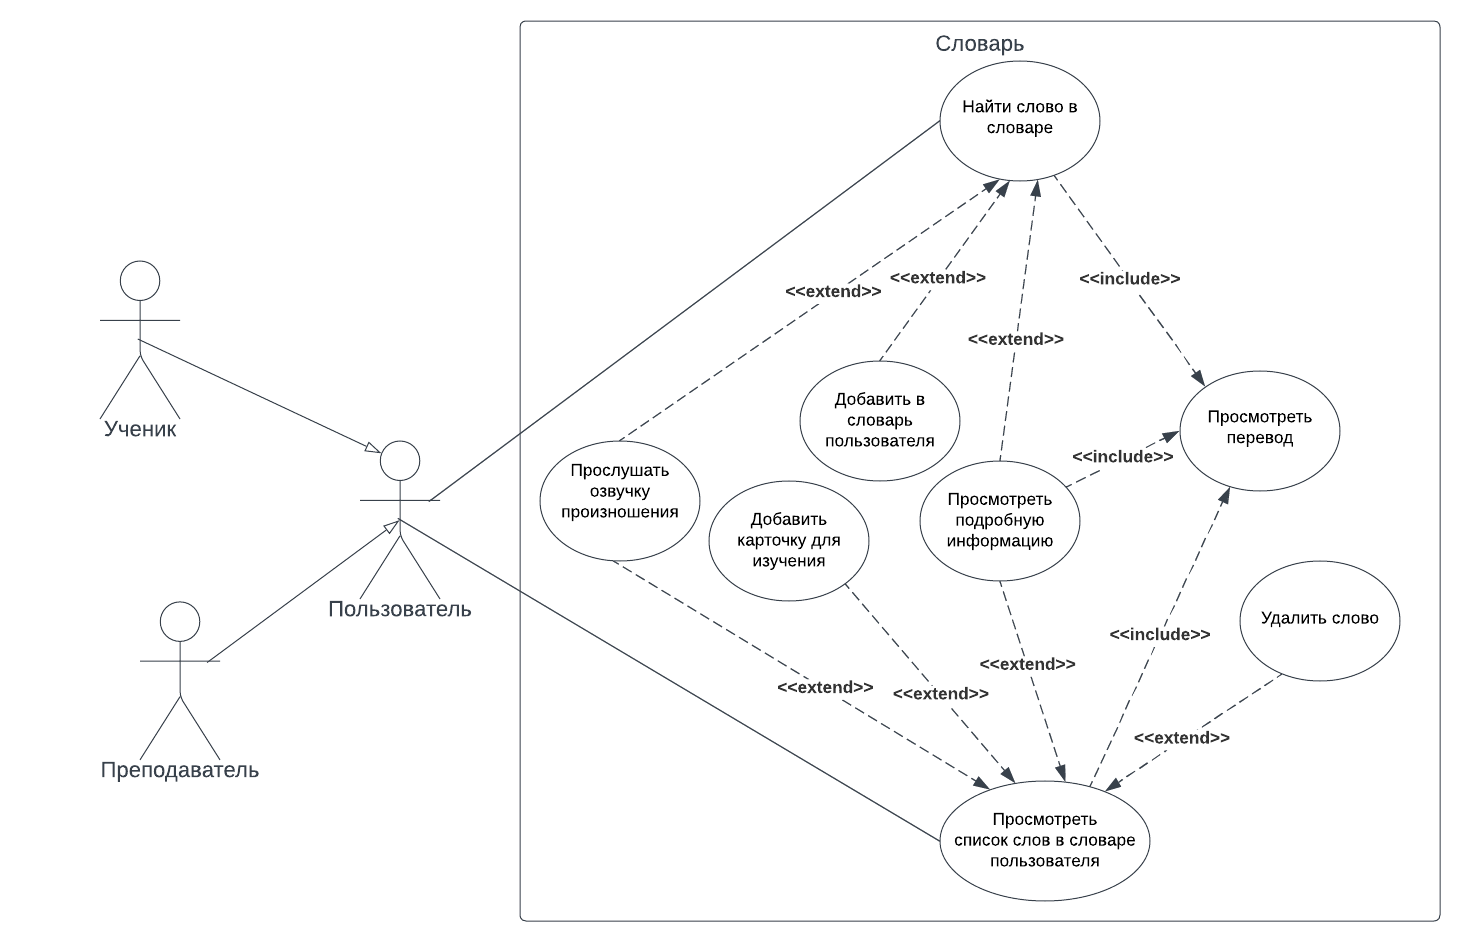 Словарь
Найти слово в
словаре
<<extend>>
<<extend>>
<<include>>
<<extend>>
Ученик
Добавить в
словарь
пользователя
Просмотреть
перевод
<<include>>
Прослушать
озвучку
произношения
Добавить
карточку для
изучения
Просмотреть
подробную
информацию
Пользователь
Удалить слово
<<include>>
<<extend>>
<<extend>>
<<extend>>
<<extend>>
Преподаватель
Просмотреть
список слов в словаре
пользователя